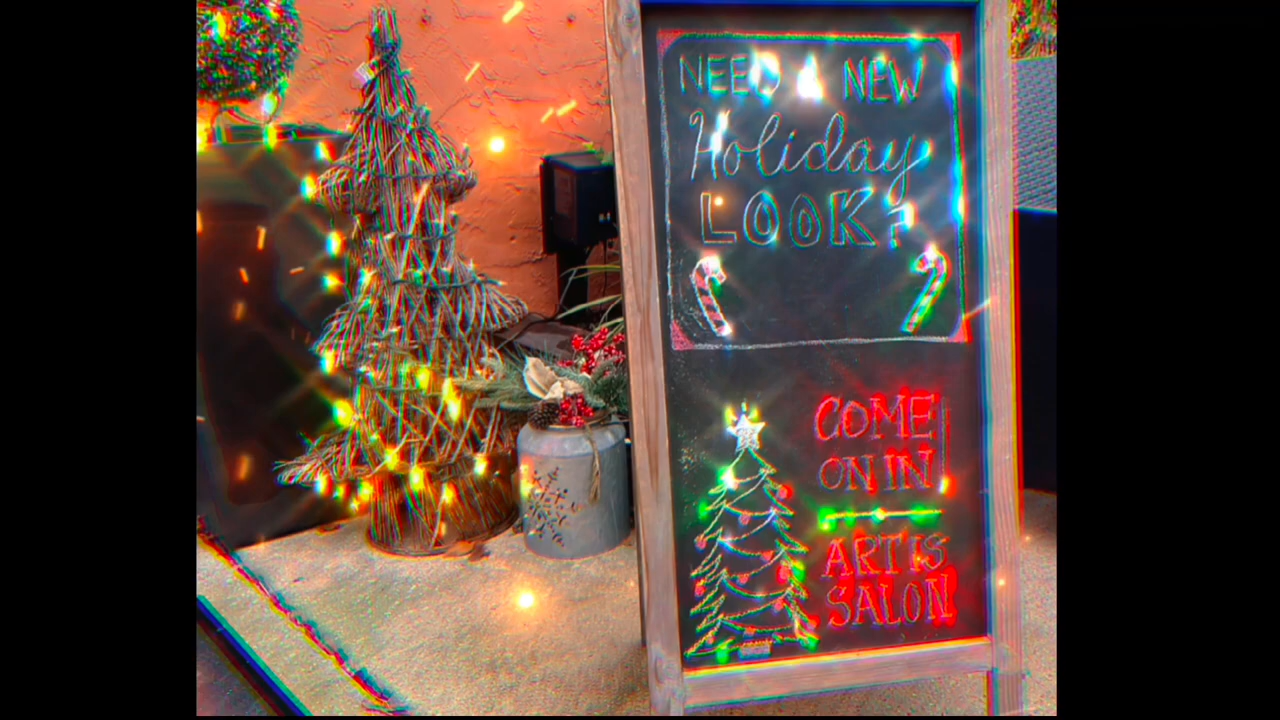 NEED A NEW
Holiday
LOOK?
COME
ON IN
ARTIS
SALON